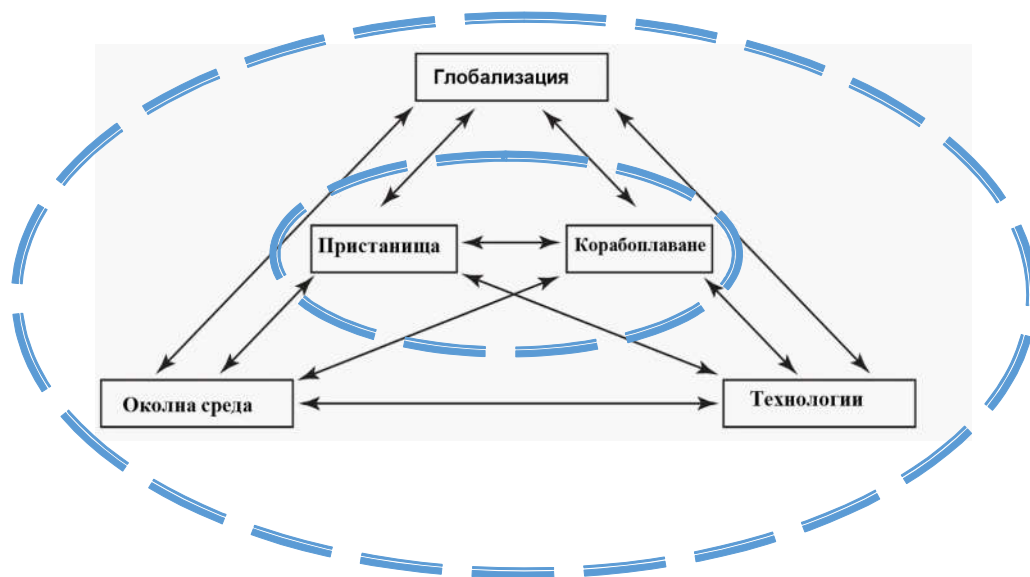 Глобализация
Пристанища
Корабоплаване
Околна среда
Технологии